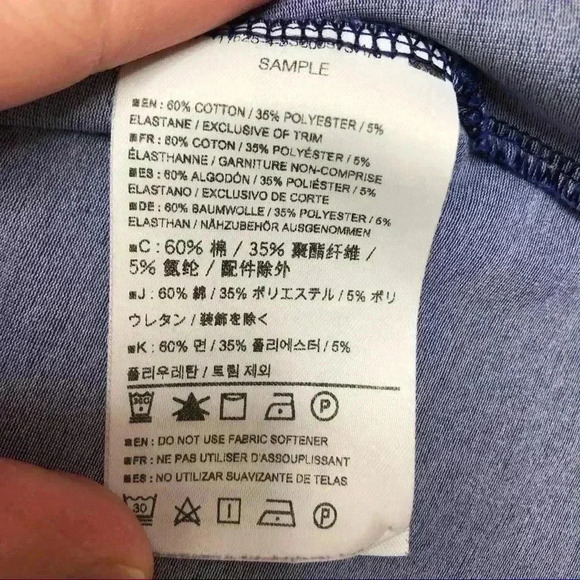 SAMPLE
EN: 60% COTTON / 35% POLYESTER / 5%
ELASTANE / EXCLUSIVE OF TRIM
FR: 60% COTON / 35% POLYÉSTER / 5%
ÉLASTHANNE / GARNITURE NON-COMPRISE
ES: 60% ALGODÓN / 35% POLIÉSTER / 5%
ELASTANO / EXCLUSIVO DE CORTE
DE: 60% BAUMWOLLE / 35% POLYESTER / 5%
ELASTHAN / NÄHZUBEHÖR AUSGENOMMEN
C: 60% 棉 / 35% 聚酯纤维 /
5% 氨纶 / 配件除外
J: 60% 綿 / 35% ポリエステル / 5% ポリ
ウレタン / 装飾を除く
K: 60% 면 / 35% 폴리에스터 / 5%
폴리우레탄 / 트림 제외
P
EN: DO NOT USE FABRIC SOFTENER
FR: NE PAS UTILISER D'ASSOUPLISSANT
ES: NO UTILIZAR SUAVIZANTE DE TELAS
30 P